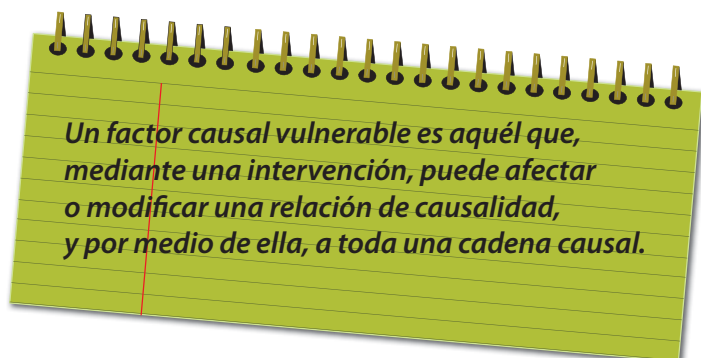 Un factor causal vulnerable es aquél que,
mediante una intervención, puede afectar
o modificar una relación de causalidad,
y por medio de ella, a toda una cadena causal.